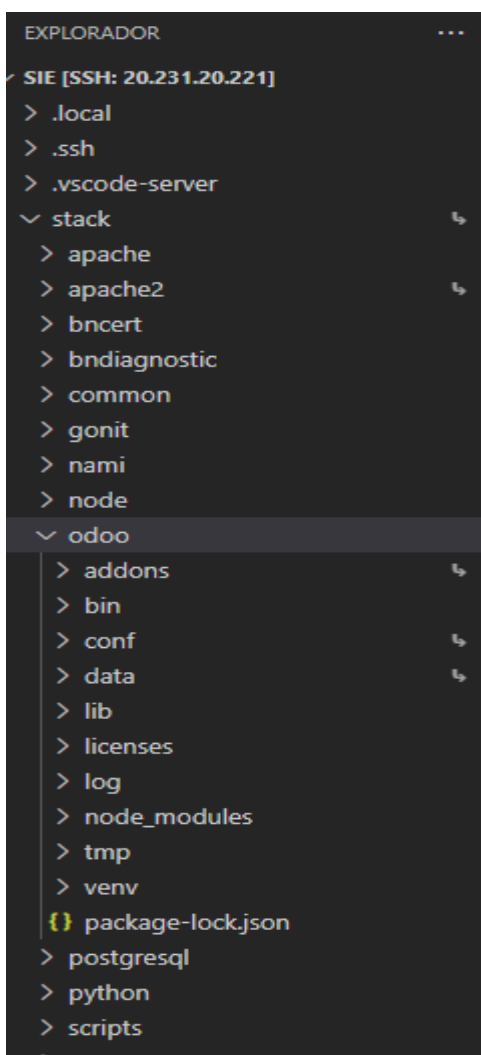 EXPLORADOR
SIE [SSH: 20.231.20.221]
.local
.ssh
.vscode-server
stack
apache
apache2
bncert
bndiagnostic
common
gonit
nami
node
odoo
addons
bin
conf
data
lib
licenses
log
node_modules
tmp
venv
{} package-lock.json
postgresql
python
scripts